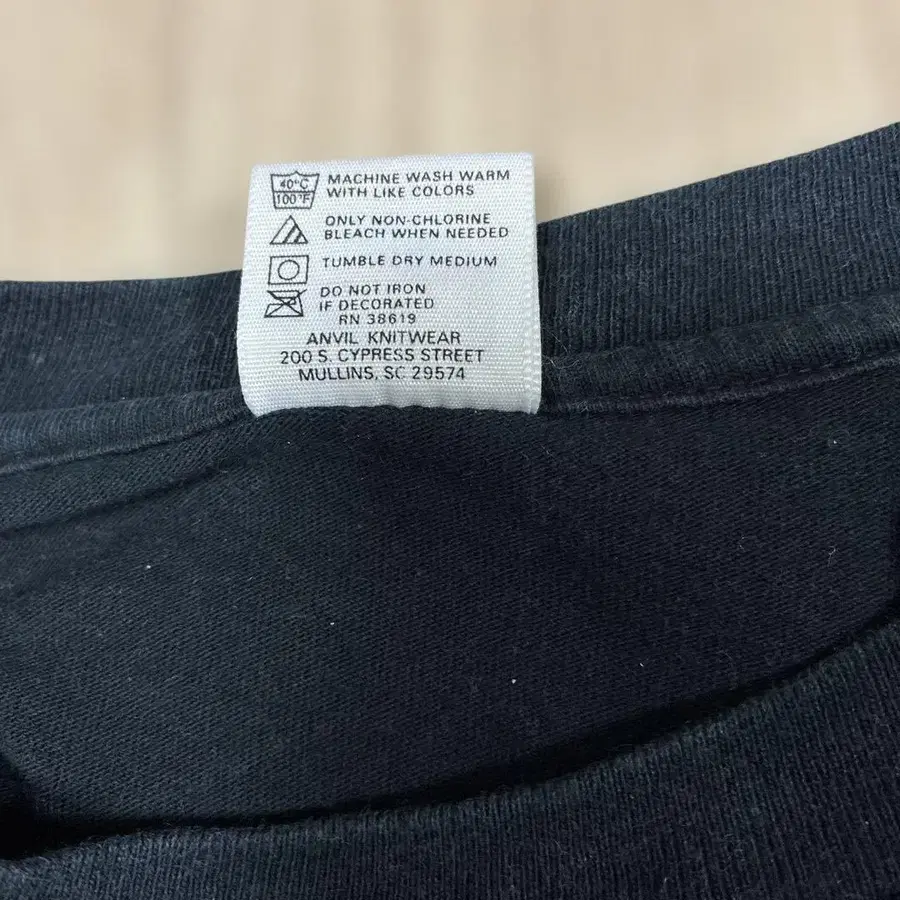 40°C MACHINE WASH WARM
100°F WITH LIKE COLORS
ONLY NON-CHLORINE
BLEACH WHEN NEEDED
TUMBLE DRY MEDIUM
DO NOT IRON
IF DECORATED
RN 38619
ANVIL KNITWEAR
200 S. CYPRESS STREET
MULLINS, SC 29574